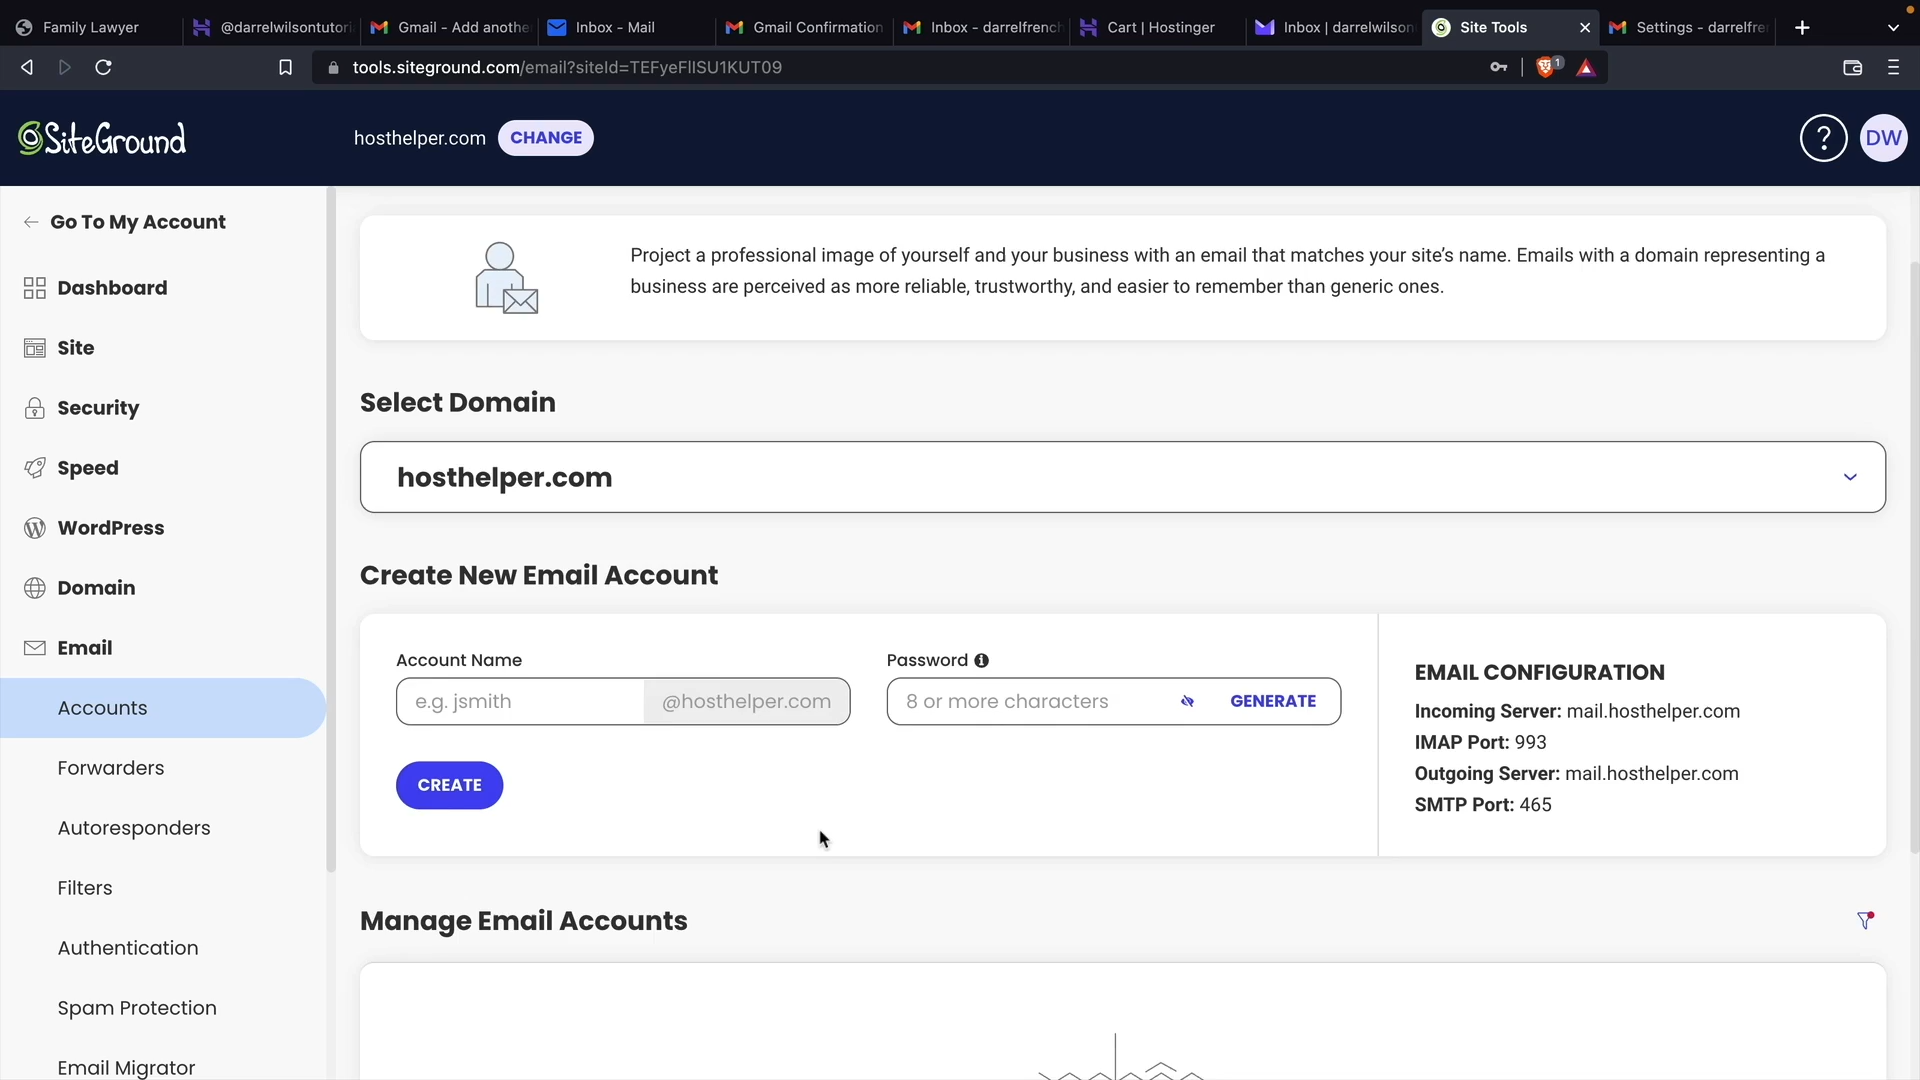 Family Lawyer
@darrelwilsontutori
Gmail - Add anothe
Inbox - Mail
Gmail Confirmation
Inbox - darrelfrench
Cart | Hostinger
Inbox | darrelwilson
Site Tools
Settings - darrelfre
tools.siteground.com/email?siteId=TEFyeFlISU1KUT09
1
SiteGround
hosthelper.com
CHANGE
?
DW
Go To My Account
Dashboard
Site
Security
Speed
WordPress
Domain
Email
Accounts
Forwarders
Autoresponders
Filters
Authentication
Spam Protection
Email Migrator
Project a professional image of yourself and your business with an email that matches your site's name. Emails with a domain representing a
business are perceived as more reliable, trustworthy, and easier to remember than generic ones.
Select Domain
hosthelper.com
Create New Email Account
Account Name
e.g. jsmith
@hosthelper.com
Password
8 or more characters
GENERATE
CREATE
EMAIL CONFIGURATION
Incoming Server: mail.hosthelper.com
IMAP Port: 993
Outgoing Server: mail.hosthelper.com
SMTP Port: 465
Manage Email Accounts